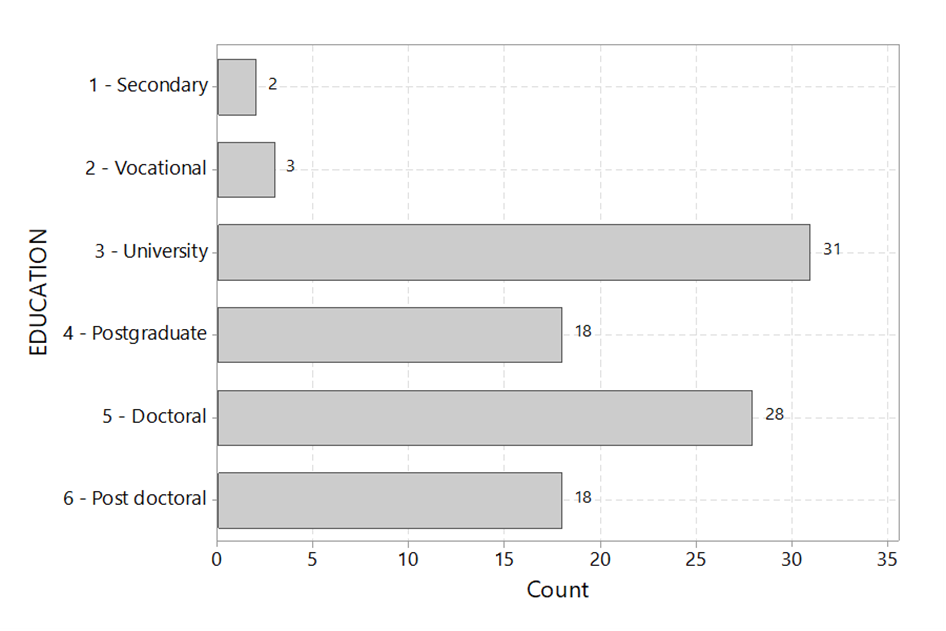 1 - Secondary
2
2 - Vocational
3
3 - University
31
EDUCATION
4 - Postgraduate
18
5 - Doctoral
28
6 - Post doctoral
18
0 5 10 15 20 25 30 35
Count